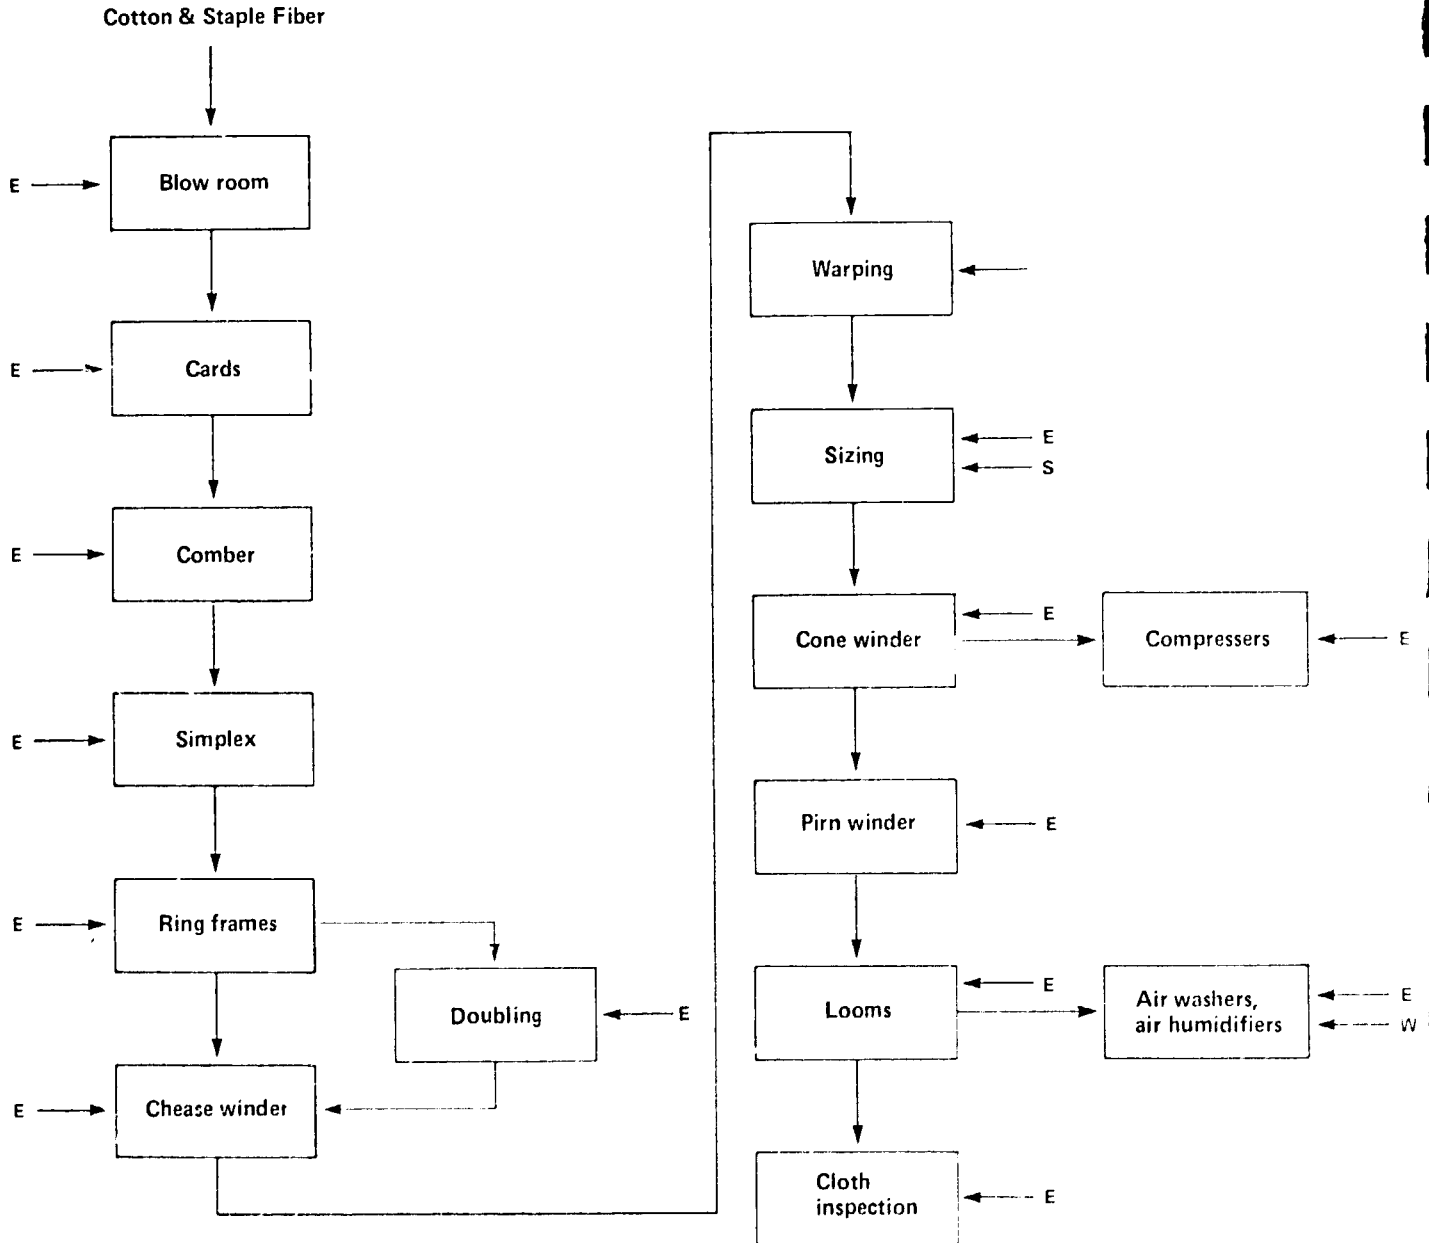 Cotton & Staple Fiber
E
Blow room
E
Cards
E
Comber
E
Simplex
E
Ring frames
Doubling
E
E
Chease winder
Warping
Sizing
E
S
Cone winder
E
Compressers
E
Pirn winder
E
Looms
E
Air washers,
air humidifiers
E
W
Cloth
inspection
E